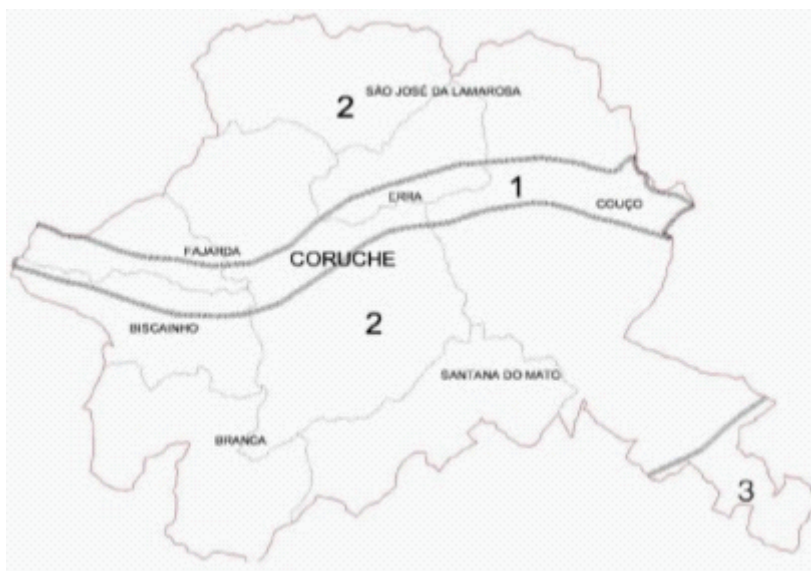 SÃO JOSÉ DA LAMAROSA
2
1
ERRA
COUÇO
FAJARDA
CORUCHE
BISCAINHO
2
SANTANA DO MATO
BRANCA
3